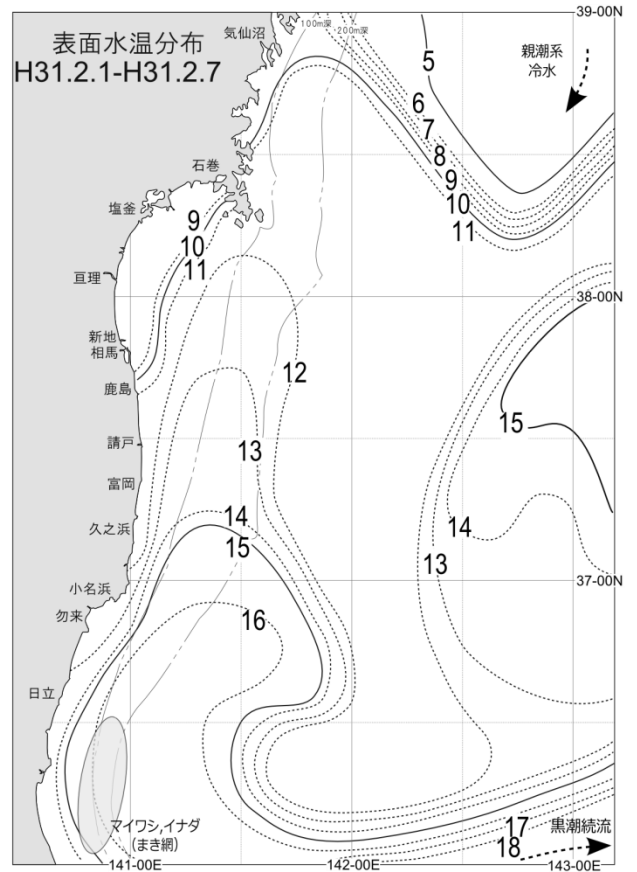 表面水温分布
H31.2.1-H31.2.7
気仙沼
100m深
200m深
39-00N
親潮系
冷水
5
6
7
8
9
10
11
石巻
塩釜
9
10
11
亘理
38-00N
新地
相馬
鹿島
12
15
請戸
13
富岡
14
14
久之浜
15
13
小名浜
37-00N
勿来
16
日立
マイワシ,イナダ
(まき網)
17
18
黒潮続流
141-00E
142-00E
143-00E